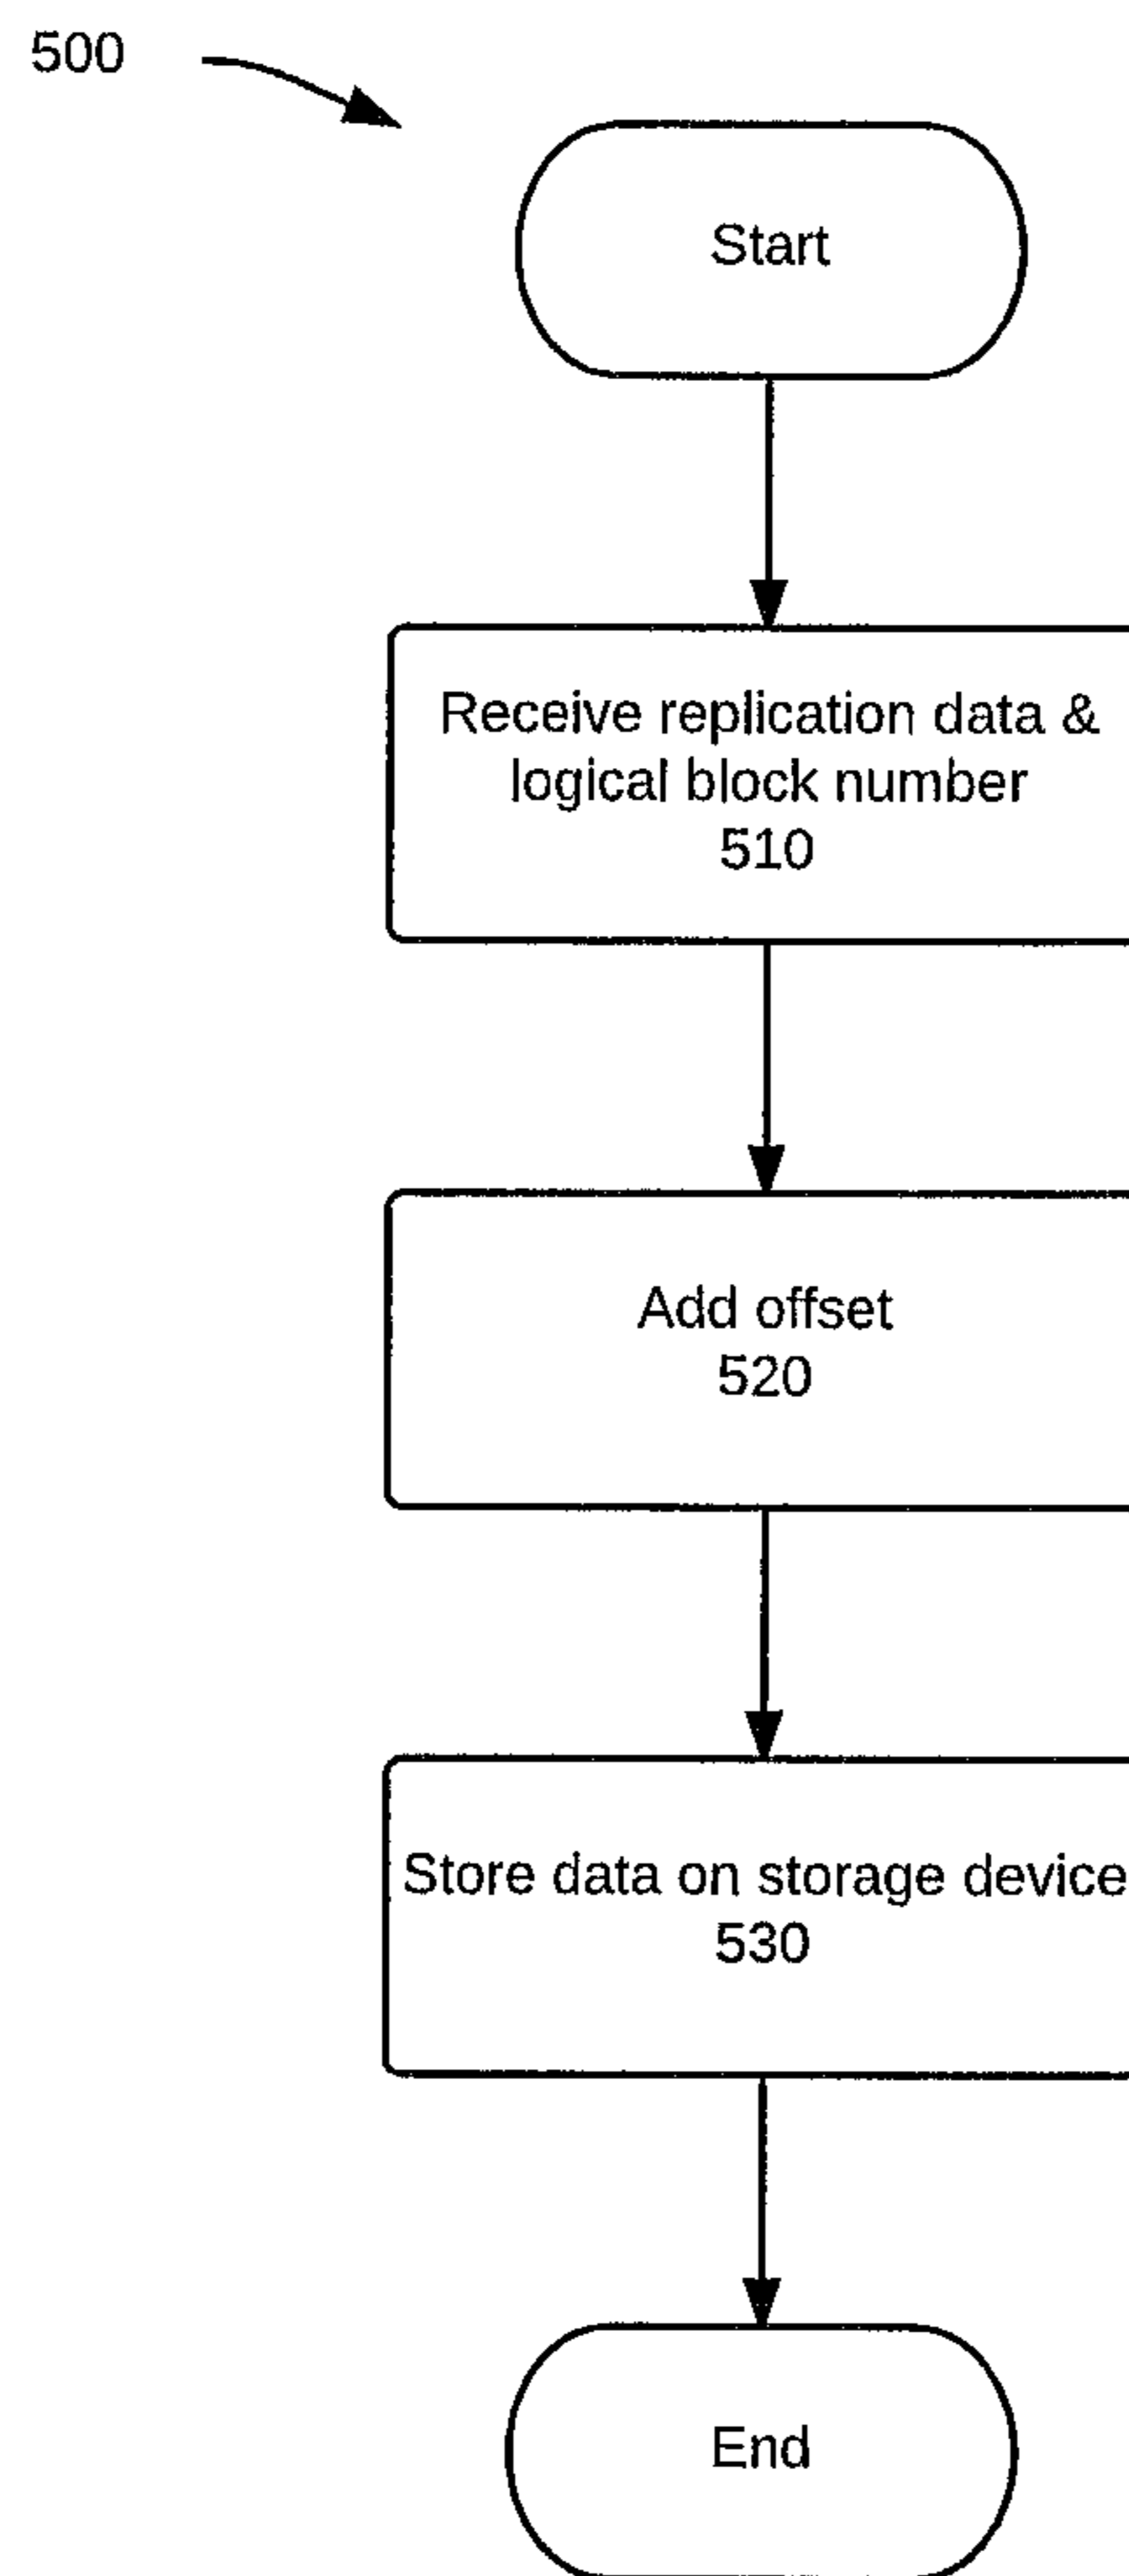 500
Start
Receive replication data &
logical block number
510
Add offset
520
Store data on storage device
530
End